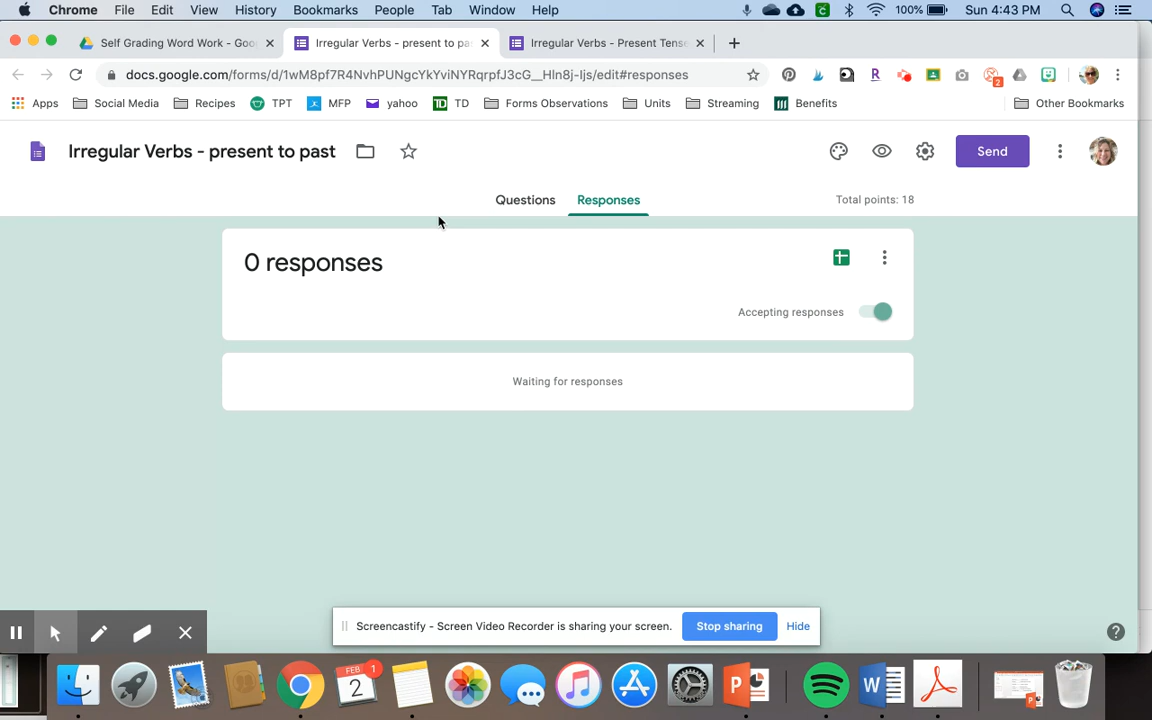 Chrome File Edit View History Bookmarks People Tab Window Help 100% Sun 4:43 PM
Self Grading Word Work - Goo
Irregular Verbs - present to pa
Irregular Verbs - Present Tense
docs.google.com/forms/d/1wM8pf7R4NvhPUNgcYkYviNYRqrpfJ3cG__Hln8j-Ijs/edit#responses
2
Apps Social Media Recipes TPT MFP yahoo TD Forms Observations Units Streaming Benefits Other Bookmarks
Irregular Verbs - present to past
Send
Questions Responses Total points: 18
0 responses
Accepting responses
Waiting for responses
Screencastify - Screen Video Recorder is sharing your screen. Stop sharing Hide
FEB 1
2